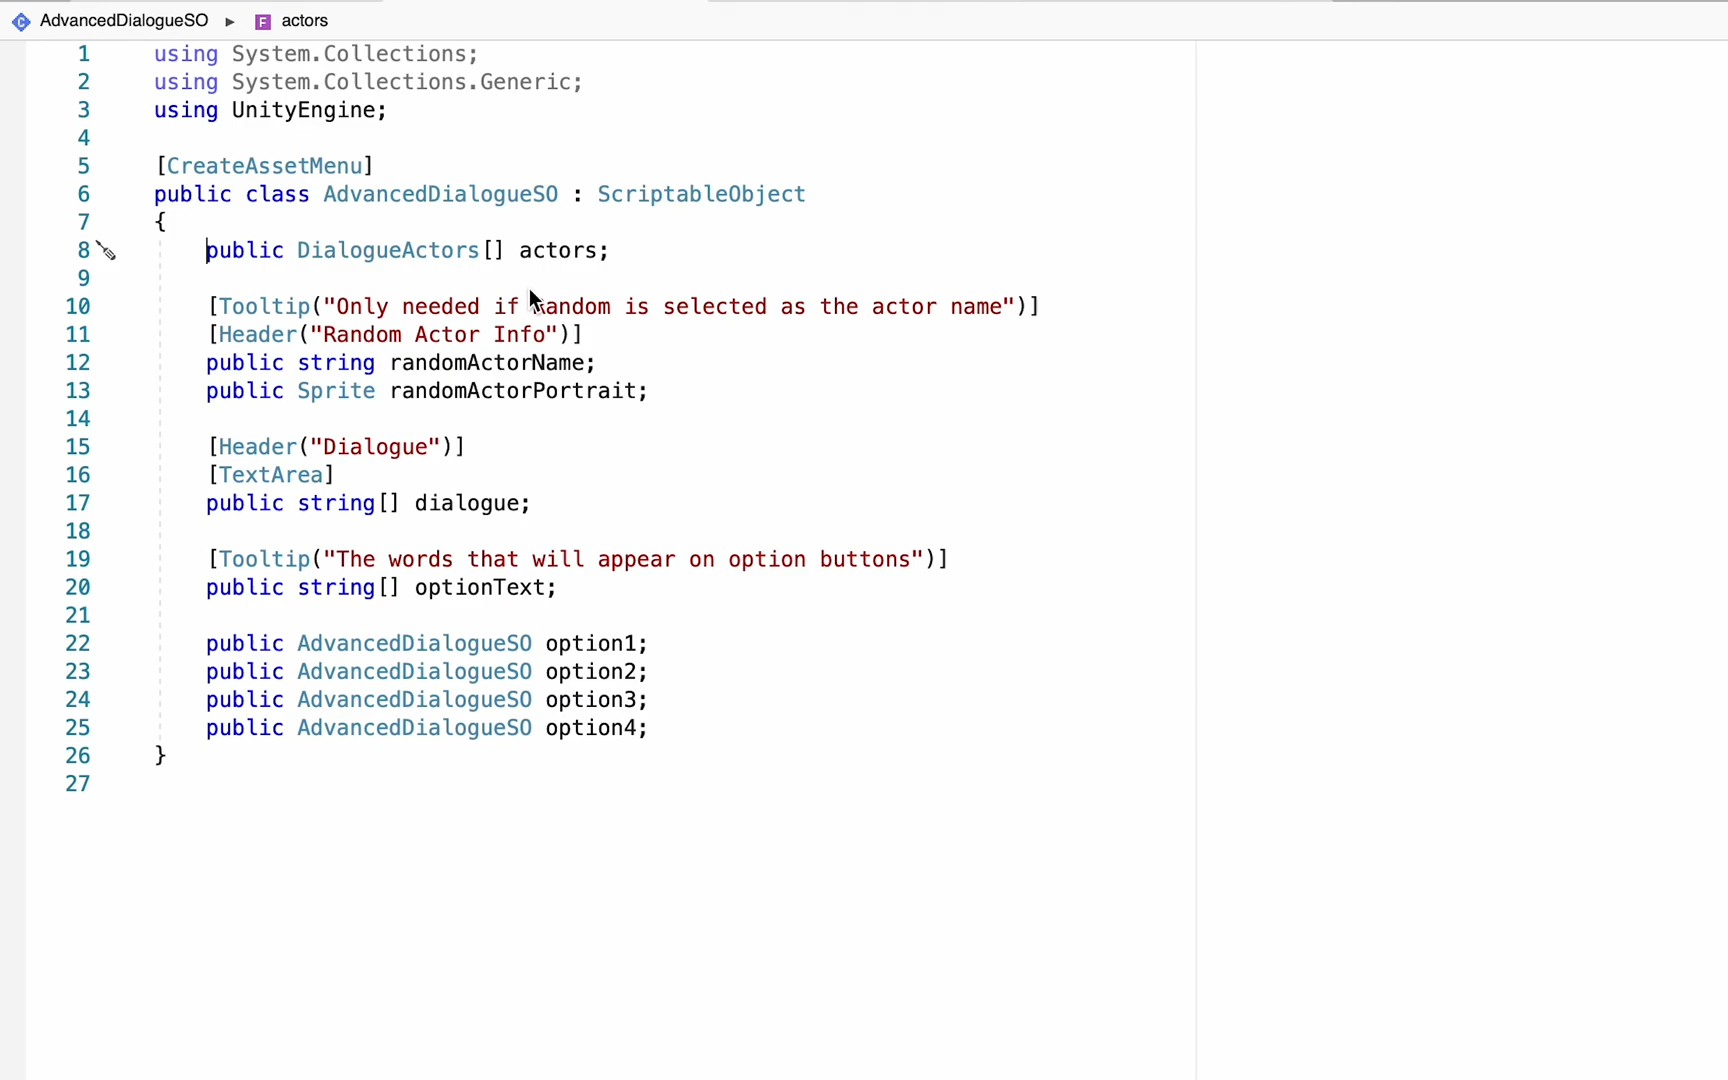 AdvancedDialogueSO ▸ F actors
1 using System.Collections;
2 using System.Collections.Generic;
3 using UnityEngine;
4
5 [CreateAssetMenu]
6 public class AdvancedDialogueSO : ScriptableObject
7 {
8 public DialogueActors[] actors;
9
10 [Tooltip("Only needed if Random is selected as the actor name")]
11 [Header("Random Actor Info")]
12 public string randomActorName;
13 public Sprite randomActorPortrait;
14
15 [Header("Dialogue")]
16 [TextArea]
17 public string[] dialogue;
18
19 [Tooltip("The words that will appear on option buttons")]
20 public string[] optionText;
21
22 public AdvancedDialogueSO option1;
23 public AdvancedDialogueSO option2;
24 public AdvancedDialogueSO option3;
25 public AdvancedDialogueSO option4;
26 }
27